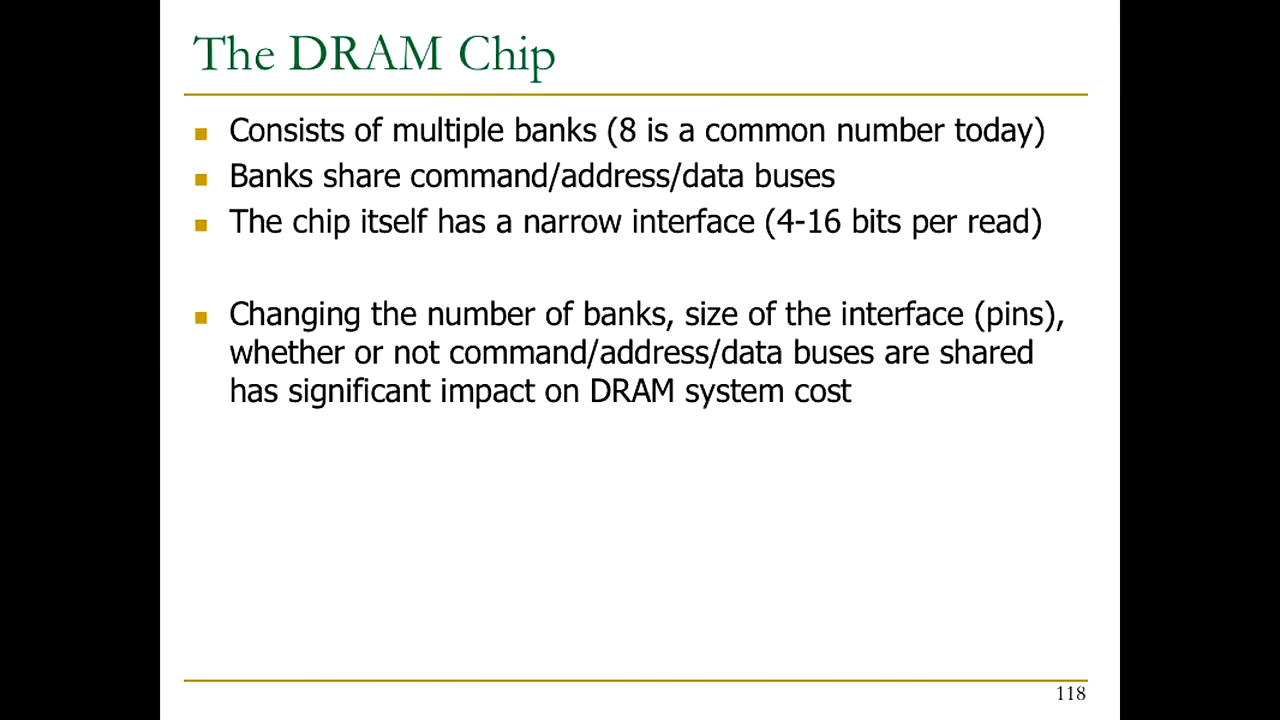 The DRAM Chip
Consists of multiple banks (8 is a common number today)
Banks share command/address/data buses
The chip itself has a narrow interface (4-16 bits per read)
Changing the number of banks, size of the interface (pins),
whether or not command/address/data buses are shared
has significant impact on DRAM system cost
118